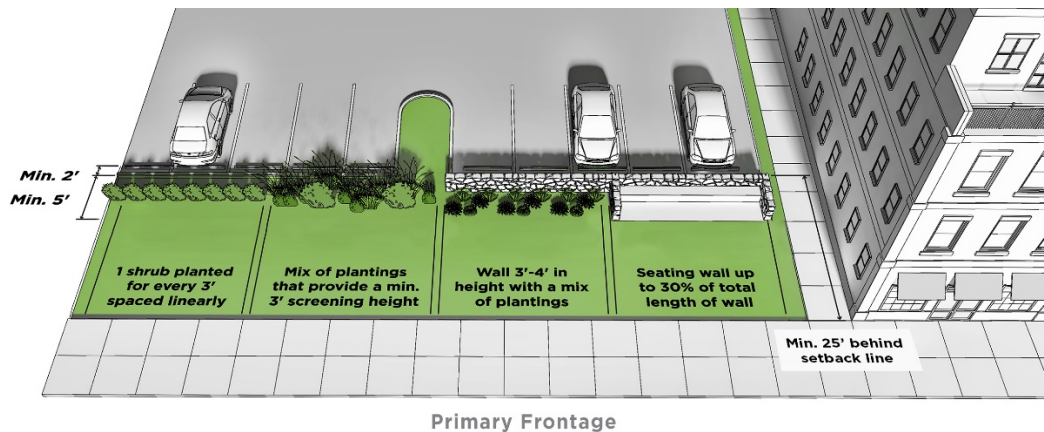 Min. 2'
Min. 5'
1 shrub planted
for every 3'
spaced linearly
Mix of plantings
that provide a min.
3' screening height
Wall 3'-4' in
height with a mix
of plantings
Seating wall up
to 30% of total
length of wall
Min. 25' behind
setback line
Primary Frontage